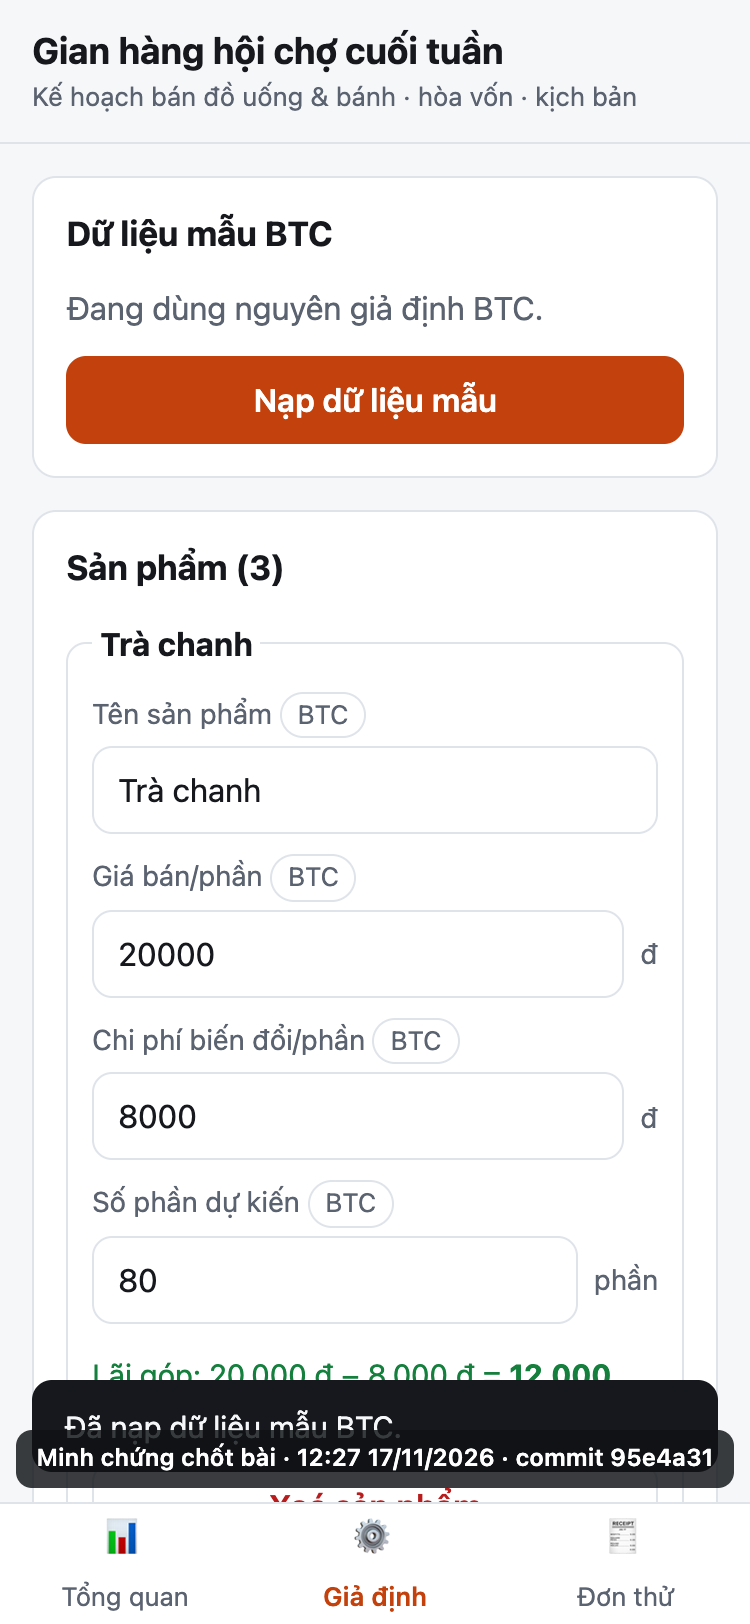 Gian hàng hội chợ cuối tuần
Kế hoạch bán đồ uống & bánh · hòa vốn · kịch bản
Dữ liệu mẫu BTC
Đang dùng nguyên giả định BTC.
Nạp dữ liệu mẫu
Sản phẩm (3)
Trà chanh
Tên sản phẩm BTC
Trà chanh
Giá bán/phần BTC
20000 đ
Chi phí biến đổi/phần BTC
8000 đ
Số phần dự kiến BTC
80 phần
Lãi góp: 20.000 đ − 8.000 đ = 12.000
Đã nạp dữ liệu mẫu BTC.
Minh chứng chốt bài · 12:27 17/11/2026 · commit 95e4a31
Xoá sản phẩm
RECEIPT
Tổng quan Giả định Đơn thử